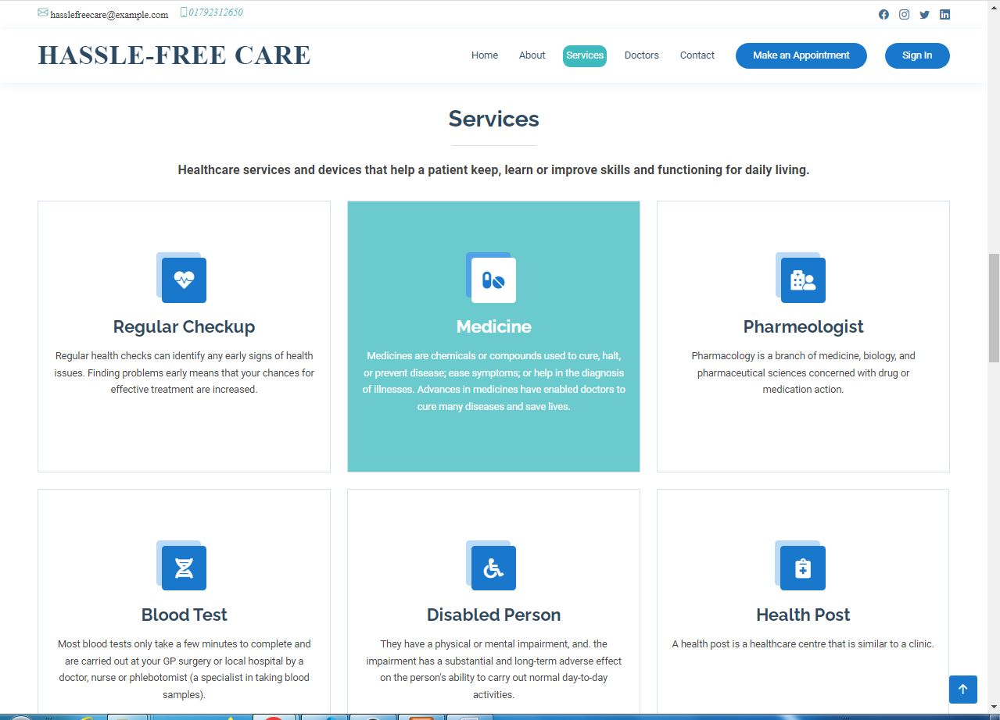 hasslefreecare@example.com 01792312650
HASSLE-FREE CARE
Home About Services Doctors Contact Make an Appointment Sign In
Services
Healthcare services and devices that help a patient keep, learn or improve skills and functioning for daily living.
Regular Checkup
Regular health checks can identify any early signs of health
issues. Finding problems early means that your chances for
effective treatment are increased.
Medicine
Medicines are chemicals or compounds used to cure, halt,
or prevent disease; ease symptoms; or help in the diagnosis
of illnesses. Advances in medicines have enabled doctors to
cure many diseases and save lives.
Pharmeologist
Pharmacology is a branch of medicine, biology, and
pharmaceutical sciences concerned with drug or
medication action.
Blood Test
Most blood tests only take a few minutes to complete and
are carried out at your GP surgery or local hospital by a
doctor, nurse or phlebotomist (a specialist in taking blood
samples).
Disabled Person
They have a physical or mental impairment, and. the
impairment has a substantial and long-term adverse effect
on the person's ability to carry out normal day-to-day
activities.
Health Post
A health post is a healthcare centre that is similar to a clinic.